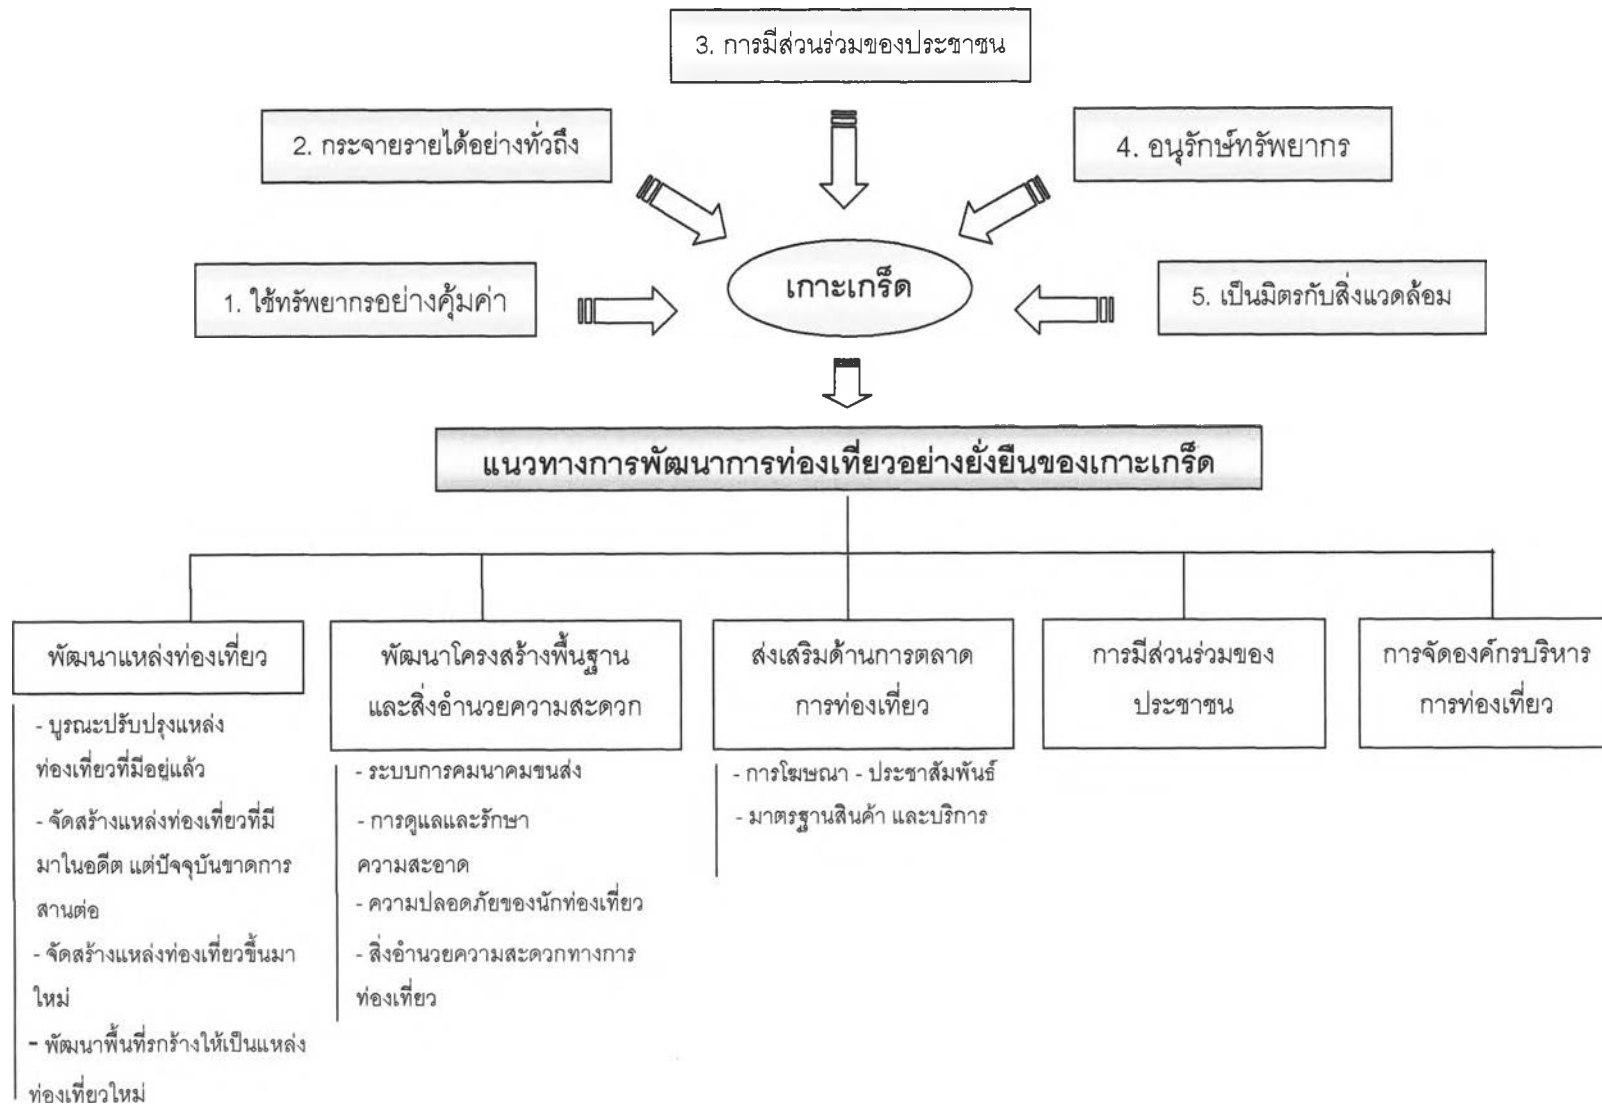 3. การมีส่วนร่วมของประชาชน
2. กระจายรายได้อย่างทั่วถึง
4. อนุรักษ์ทรัพยากร
1. ใช้ทรัพยากรอย่างคุ้มค่า
เกาะเกร็ด
5. เป็นมิตรกับสิ่งแวดล้อม
แนวทางการพัฒนาการท่องเที่ยวอย่างยั่งยืนของเกาะเกร็ด
พัฒนาแหล่งท่องเที่ยว
- บูรณะปรับปรุงแหล่ง
ท่องเที่ยวที่มีอยู่แล้ว
- จัดสร้างแหล่งท่องเที่ยวที่มี
มาในอดีต แต่ปัจจุบันขาดการ
สานต่อ
- จัดสร้างแหล่งท่องเที่ยวขึ้นมา
ใหม่
- พัฒนาพื้นที่รกร้างให้เป็นแหล่ง
ท่องเที่ยวใหม่
พัฒนาโครงสร้างพื้นฐาน
และสิ่งอำนวยความสะดวก
- ระบบการคมนาคมขนส่ง
- การดูแลและรักษา
ความสะอาด
- ความปลอดภัยของนักท่องเที่ยว
- สิ่งอำนวยความสะดวกทางการ
ท่องเที่ยว
ส่งเสริมด้านการตลาด
การท่องเที่ยว
- การโฆษณา - ประชาสัมพันธ์
- มาตรฐานสินค้า และบริการ
การมีส่วนร่วมของ
ประชาชน
การจัดองค์กรบริหาร
การท่องเที่ยว